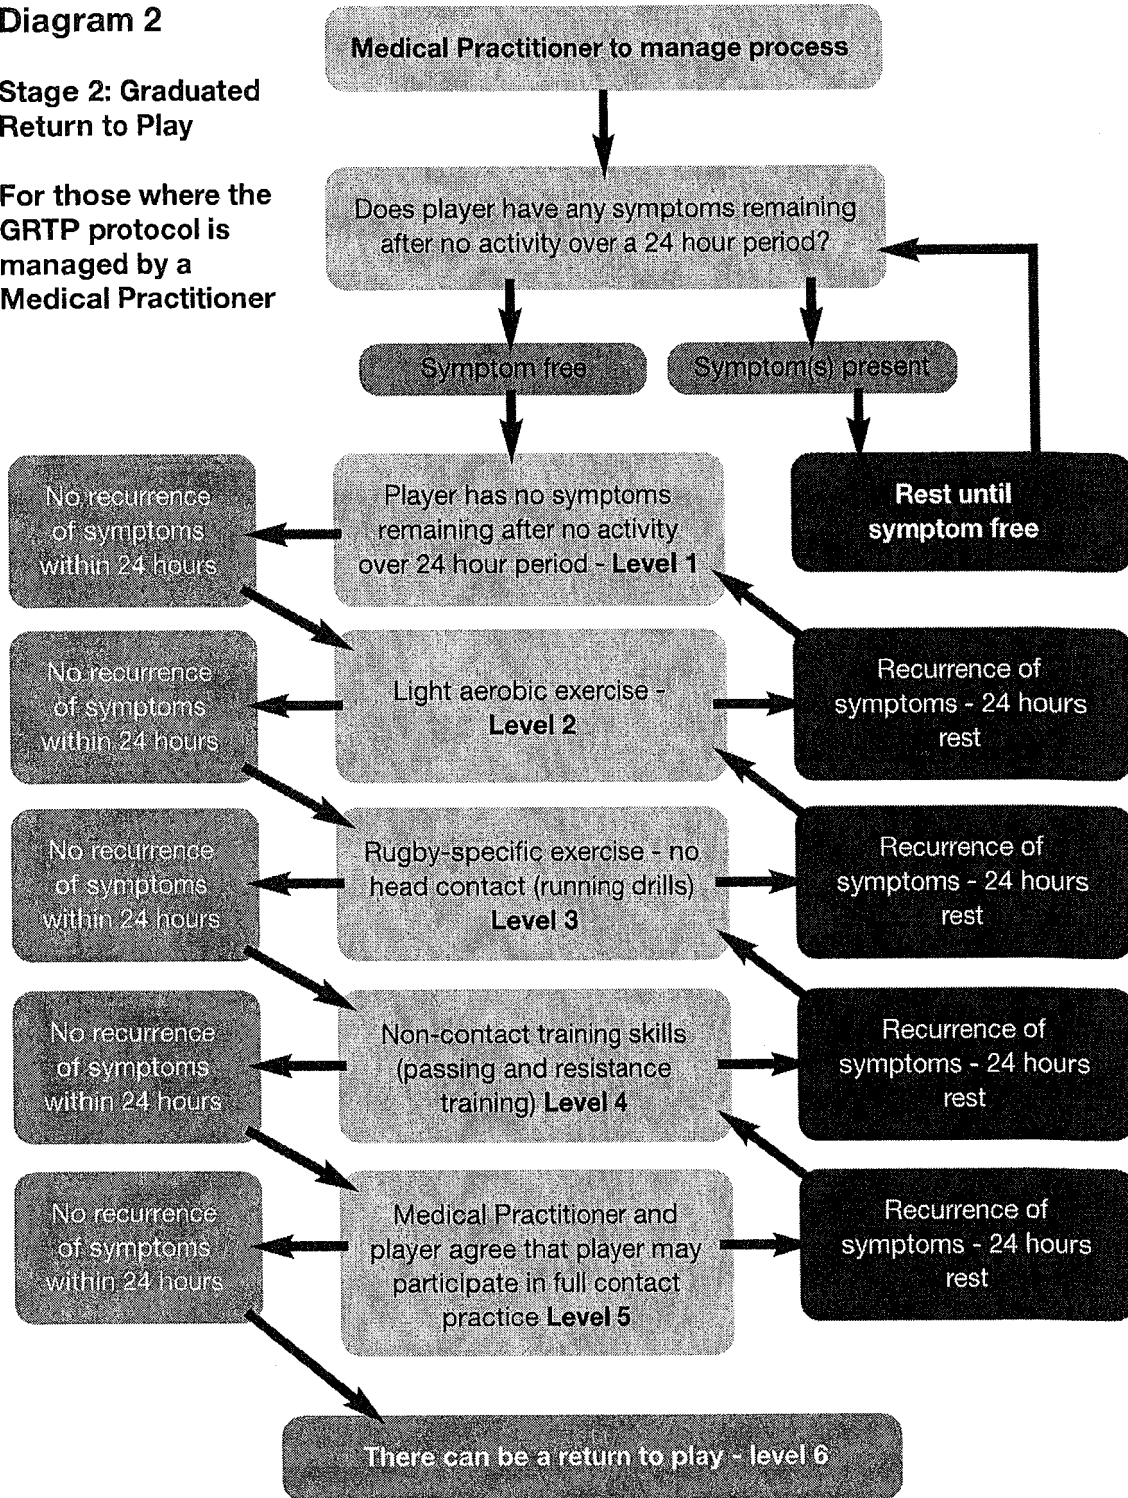 Diagram 2
Stage 2: Graduated
Return to Play
For those where the
GRTP protocol is
managed by a
Medical Practitioner
Medical Practitioner to manage process
Does player have any symptoms remaining
after no activity over a 24 hour period?
Symptom free
Symptom(s) present
No recurrence
of symptoms
within 24 hours
Player has no symptoms
remaining after no activity
over 24 hour period - Level 1
Rest until
symptom free
No recurrence
of symptoms
within 24 hours
Light aerobic exercise -
Level 2
Recurrence of
symptoms - 24 hours
rest
No recurrence
of symptoms
within 24 hours
Rugby-specific exercise - no
head contact (running drills)
Level 3
Recurrence of
symptoms - 24 hours
rest
No recurrence
of symptoms
within 24 hours
Non-contact training skills
(passing and resistance
training) Level 4
Recurrence of
symptoms - 24 hours
rest
No recurrence
of symptoms
within 24 hours
Medical Practitioner and
player agree that player may
participate in full contact
practice Level 5
Recurrence of
symptoms - 24 hours
rest
There can be a return to play - level 6